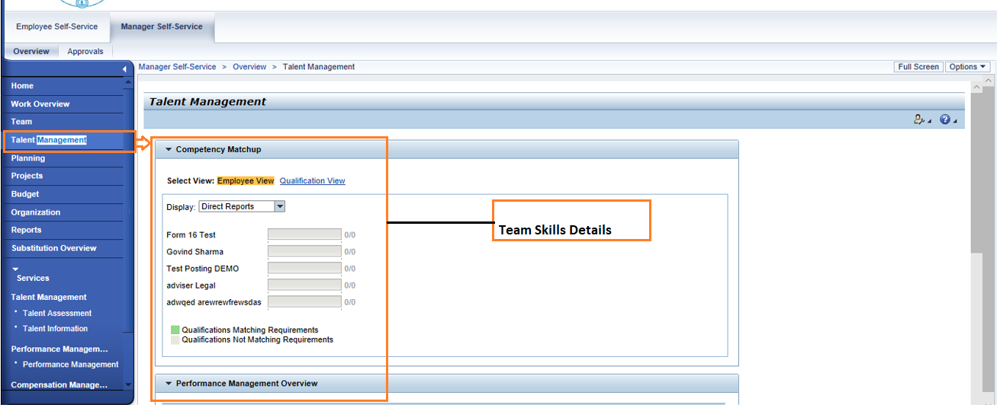 Employee Self-Service Manager Self-Service
Overview Approvals
Manager Self-Service > Overview > Talent Management Full Screen Options
Home
Work Overview
Team
Talent Management
Planning
Projects
Budget
Organization
Reports
Substitution Overview
Services
Talent Management
• Talent Assessment
• Talent Information
Performance Managem...
• Performance Management
Compensation Manage...
Talent Management
Competency Matchup
Select View: Employee View Qualification View
Display: Direct Reports
Form 16 Test 0/0
Govind Sharma 0/0
Test Posting DEMO 0/0
adviser Legal 0/0
adwqed arewrewfrewsdas 0/0
Qualifications Matching Requirements
Qualifications Not Matching Requirements
Team Skills Details
Performance Management Overview